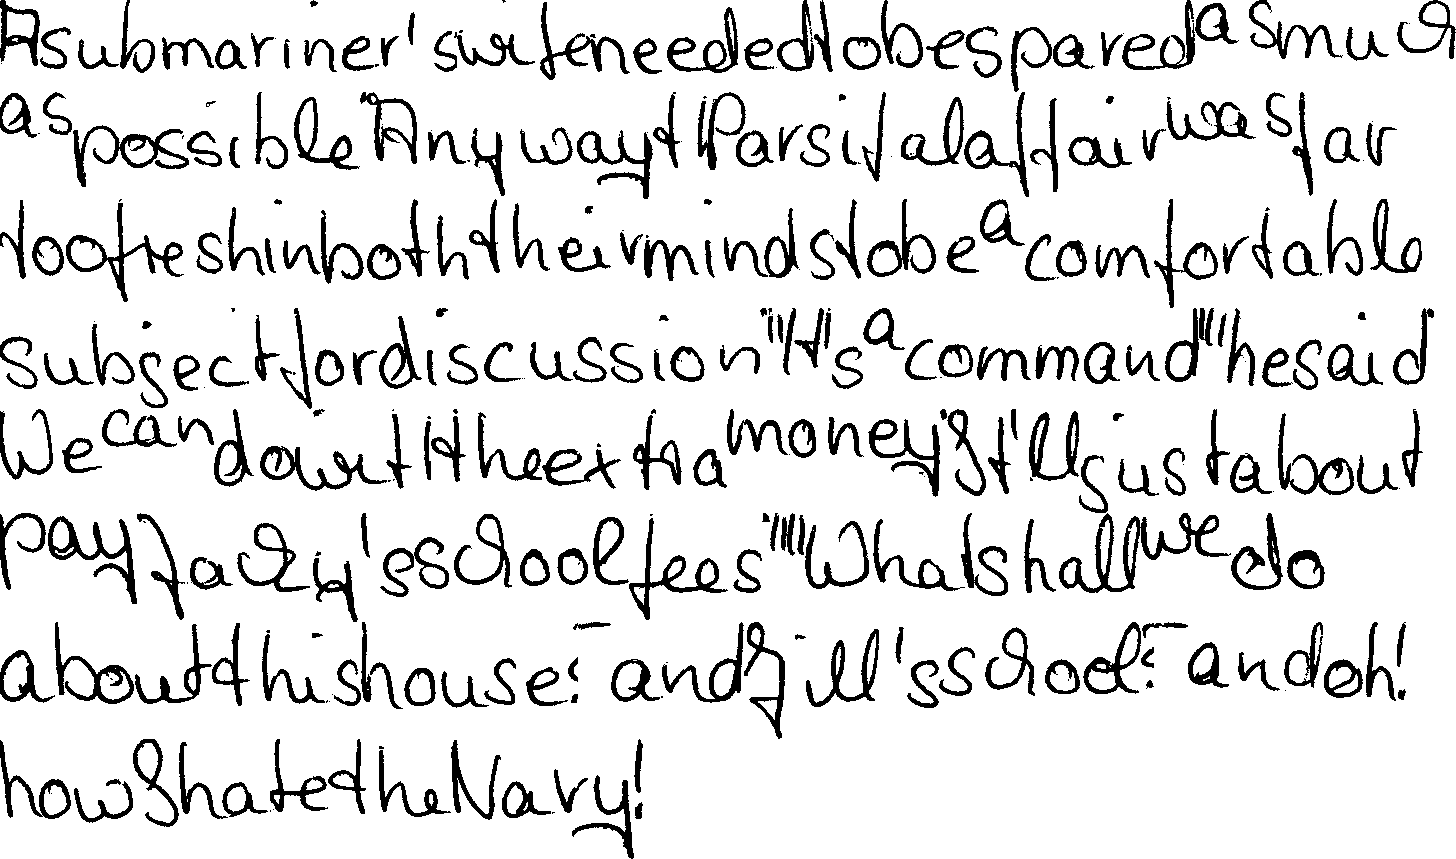 A submariner's wife needed to be spared as much
as possible. Anyway th Parsifal affair was far
too fresh in both their minds to be a comfortable
subject for discussion. "It's a command" he said
We can do wit the extra money It'll just about
pay Jacky's school fees" "What shall we do
about this house? - and Jill's school? - and oh!
how I hate the Navy!